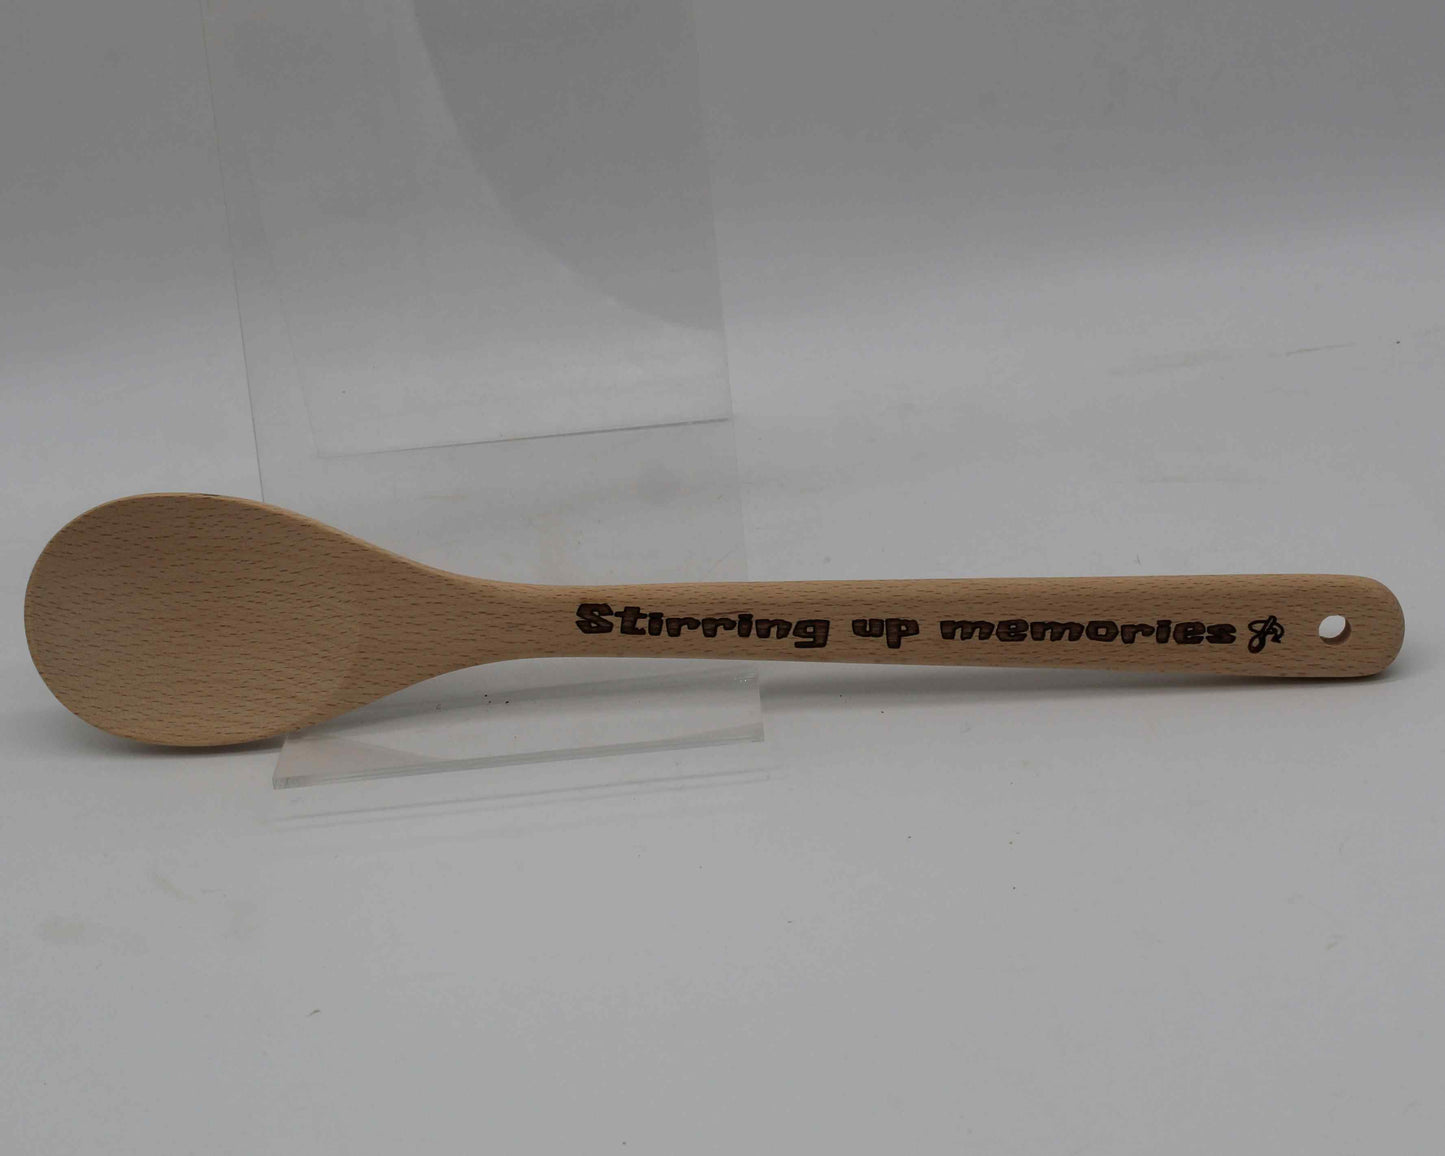 Stirring up memories